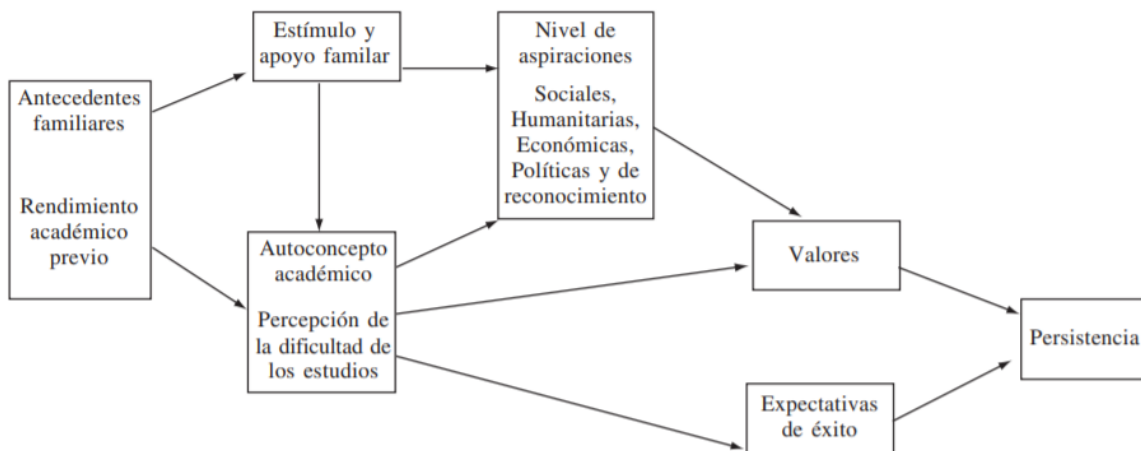 Antecedentes
familiares
Rendimiento
académico
previo
Estímulo y
apoyo familar
Autoconcepto
académico
Percepción de
la dificultad de
los estudios
Nivel de
aspiraciones
Sociales,
Humanitarias,
Económicas,
Políticas y de
reconocimiento
Valores
Expectativas
de éxito
Persistencia